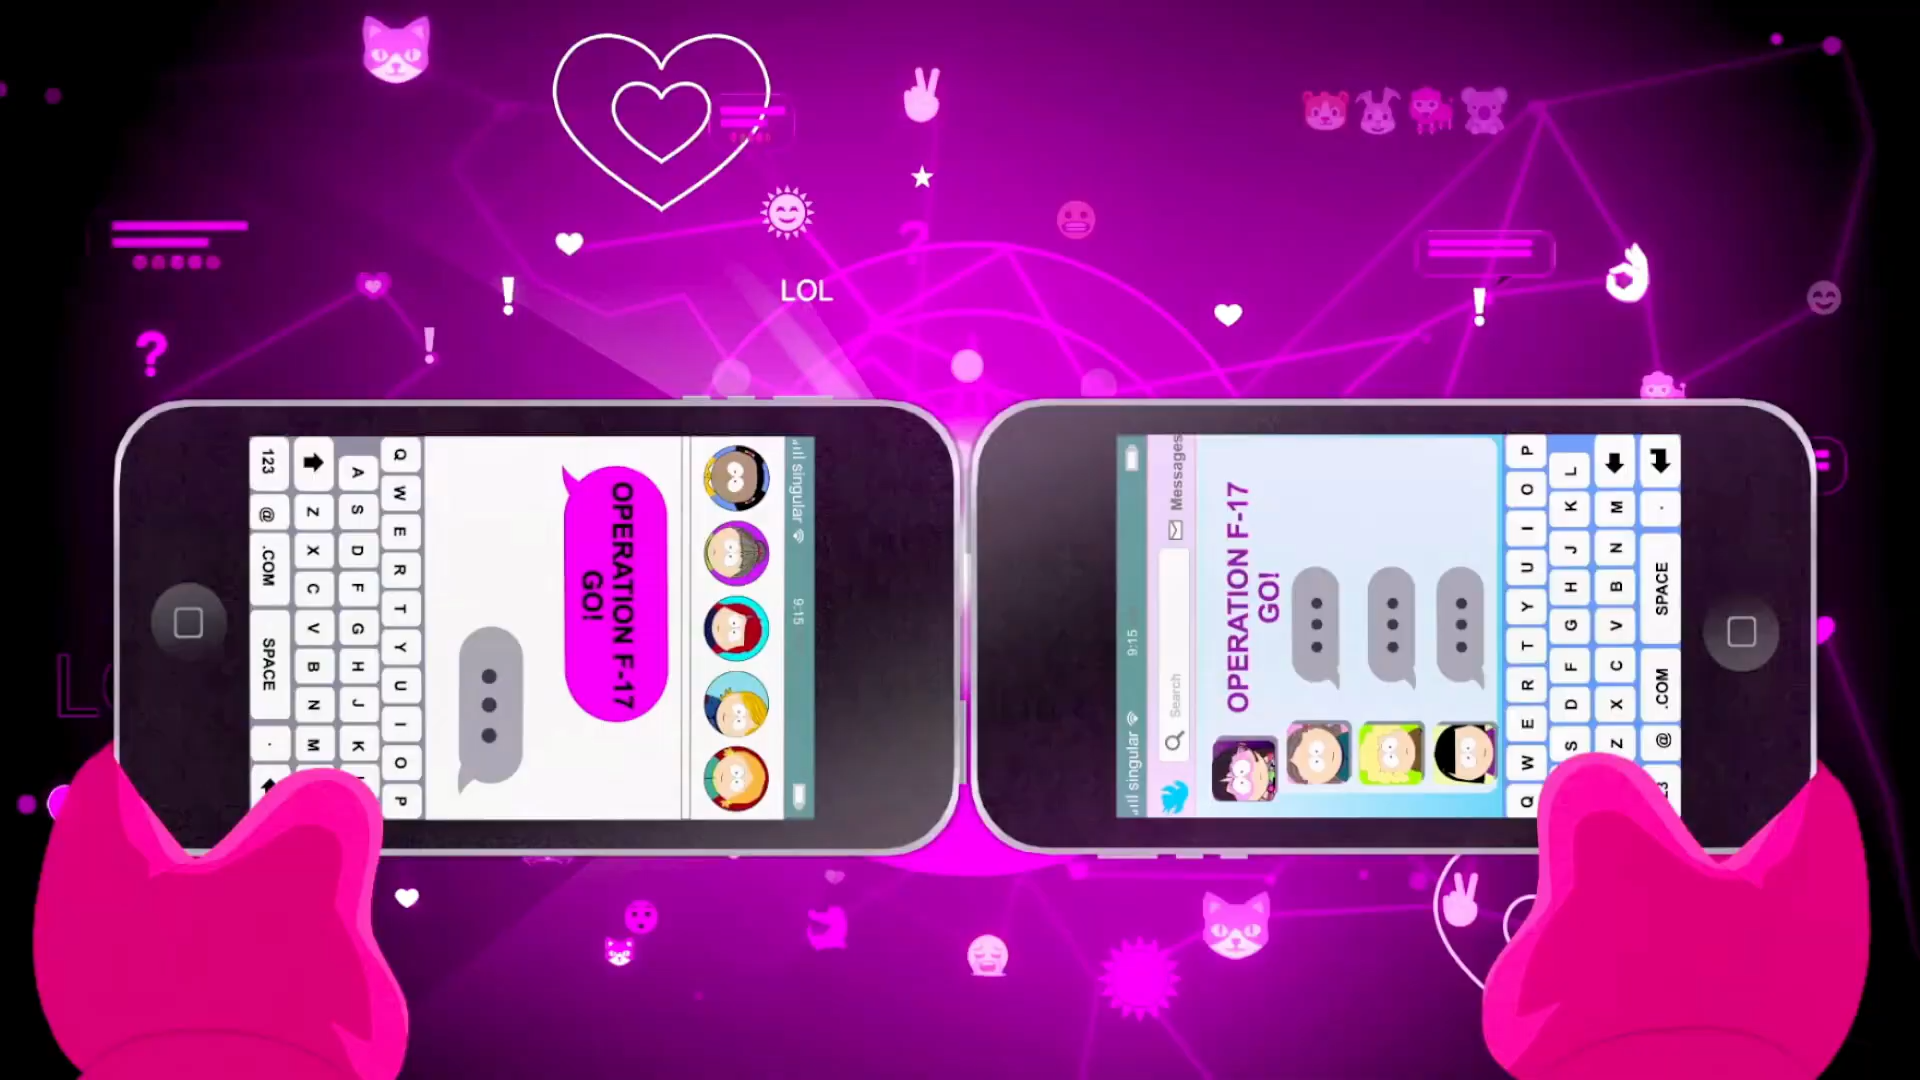 LOL
?
!
!
!
?
singular
9:15
OPERATION F-17
GO!
Q W E R T Y U I O P
A S D F G H J K
Z X C V B N M
123 @ .COM SPACE .
singular
9:15
Messages
Search
OPERATION F-17
GO!
Q W E R T Y U I O P
S D F G H J K L
Z X C V B N M
@ .COM SPACE .